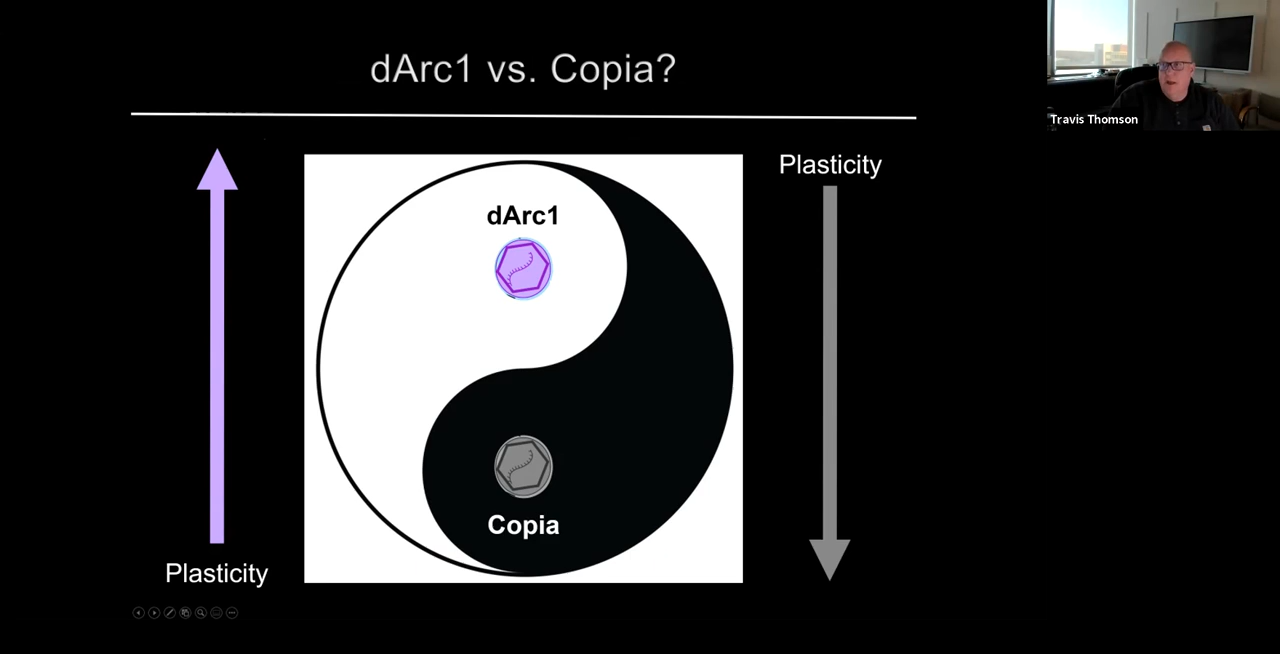 dArc1 vs. Copia?
Travis Thomson
Plasticity
dArc1
Copia
Plasticity